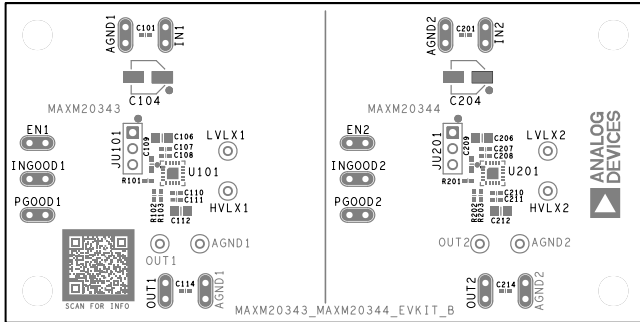 AGND1
C101
IN1
AGND2
C201
IN2
C104
C204
MAXM20343
MAXM20344
EN1
INGOOD1
PGOOD1
JU101
C109
C106
C107
C108
LVLX1
U101
R101
C110
C111
R102
R103
C112
HVLX1
OUT1
AGND1
EN2
INGOOD2
PGOOD2
JU201
C209
C206
C207
C208
LVLX2
U201
R201
C210
C211
R202
R203
C212
HVLX2
OUT2
AGND2
ANALOG
DEVICES
SCAN FOR INFO
OUT1
C114
AGND1
OUT2
C214
AGND2
MAXM20343_MAXM20344_EVKIT_B